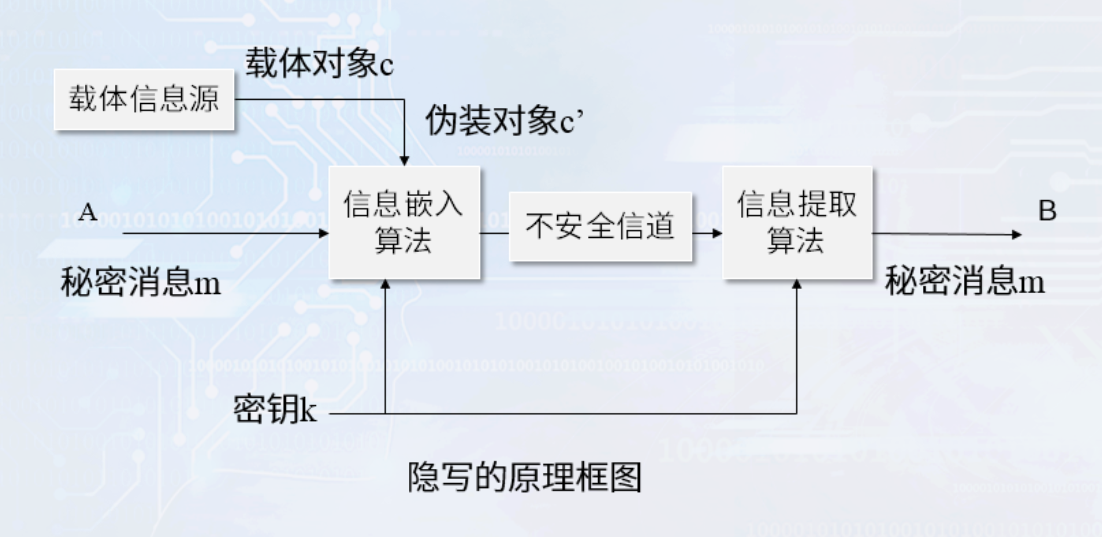 载体对象c
载体信息源
伪装对象c’
A
信息嵌入
算法
不安全信道
信息提取
算法
B
秘密消息m
秘密消息m
密钥k
隐写的原理框图